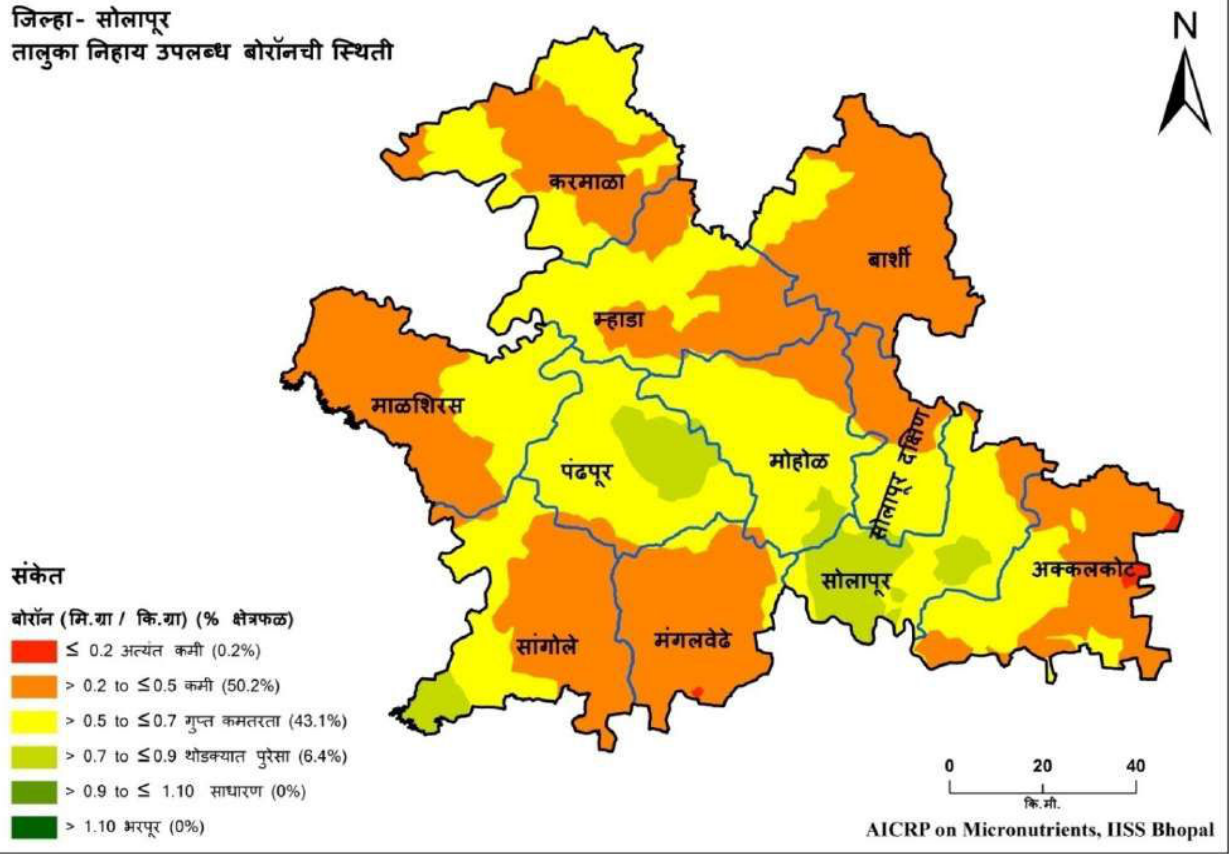 जिल्हा- सोलापूर
तालुका निहाय उपलब्ध बोरॉनची स्थिती
N
करमाळा
बार्शी
म्हाडा
माळशिरस
पंढपूर
मोहोळ
सोलापूर दक्षिण
सोलापूर
अक्कलकोट
सांगोले
मंगलवेढे
संकेत
बोरॉन (मि.ग्रा / कि.ग्रा) (% क्षेत्रफळ)
≤ 0.2 अत्यंत कमी (0.2%)
> 0.2 to ≤0.5 कमी (50.2%)
> 0.5 to ≤0.7 गुप्त कमतरता (43.1%)
> 0.7 to ≤0.9 थोडक्यात पुरेसा (6.4%)
> 0.9 to ≤ 1.10 साधारण (0%)
> 1.10 भरपूर (0%)
0 20 40
कि.मी.
AICRP on Micronutrients, IISS Bhopal